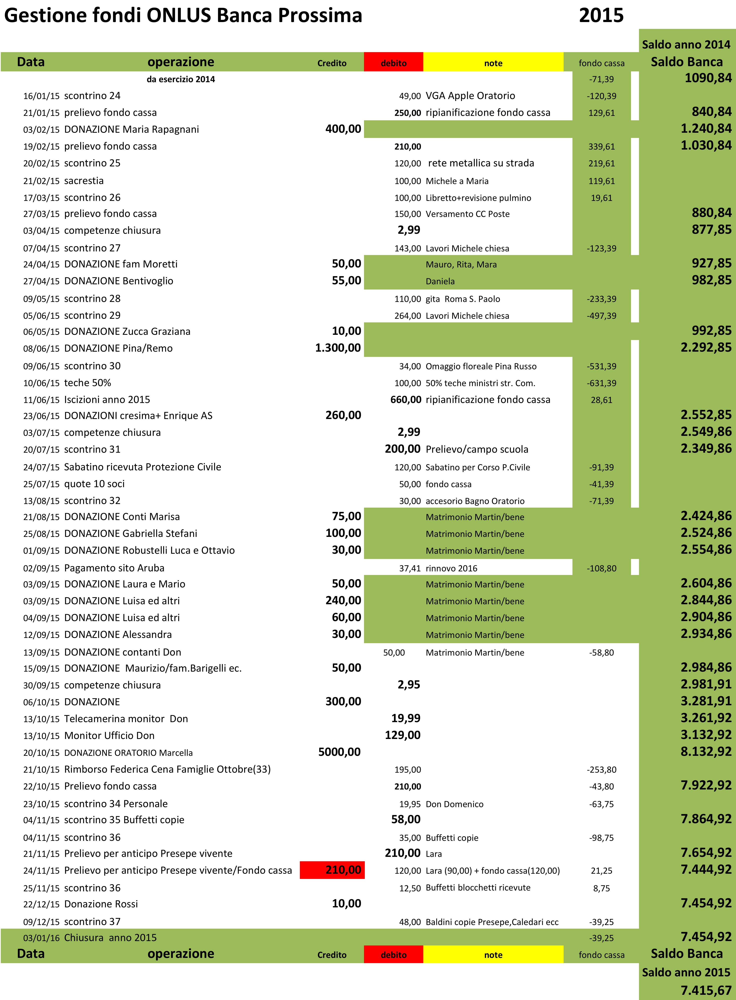 Gestione fondi ONLUS Banca Prossima 2015
Saldo anno 2014
Data operazione Credito debito note fondo cassa Saldo Banca
da esercizio 2014 -71,39 1090,84
16/01/15 scontrino 24 49,00 VGA Apple Oratorio -120,39
21/01/15 prelievo fondo cassa 250,00 ripianificazione fondo cassa 129,61 840,84
03/02/15 DONAZIONE Maria Rapagnani 400,00 1.240,84
19/02/15 prelievo fondo cassa 210,00 339,61 1.030,84
20/02/15 scontrino 25 120,00 rete metallica su strada 219,61
21/02/15 sacrestia 100,00 Michele a Maria 119,61
17/03/15 scontrino 26 100,00 Libretto+revisione pulmino 19,61
27/03/15 prelievo fondo cassa 150,00 Versamento CC Poste 880,84
03/04/15 competenze chiusura 2,99 877,85
07/04/15 scontrino 27 143,00 Lavori Michele chiesa -123,39
24/04/15 DONAZIONE fam Moretti 50,00 Mauro, Rita, Mara 927,85
27/04/15 DONAZIONE Bentivoglio 55,00 Daniela 982,85
09/05/15 scontrino 28 110,00 gita Roma S. Paolo -233,39
05/06/15 scontrino 29 264,00 Lavori Michele chiesa -497,39
06/05/15 DONAZIONE Zucca Graziana 10,00 992,85
08/06/15 DONAZIONE Pina/Remo 1.300,00 2.292,85
09/06/15 scontrino 30 34,00 Omaggio floreale Pina Russo -531,39
10/06/15 teche 50% 100,00 50% teche ministri str. Com. -631,39
11/06/15 Iscizioni anno 2015 660,00 ripianificazione fondo cassa 28,61
23/06/15 DONAZIONI cresima+ Enrique AS 260,00 2.552,85
03/07/15 competenze chiusura 2,99 2.549,86
20/07/15 scontrino 31 200,00 Prelievo/campo scuola 2.349,86
24/07/15 Sabatino ricevuta Protezione Civile 120,00 Sabatino per Corso P.Civile -91,39
25/07/15 quote 10 soci 50,00 fondo cassa -41,39
13/08/15 scontrino 32 30,00 accesorio Bagno Oratorio -71,39
21/08/15 DONAZIONE Conti Marisa 75,00 Matrimonio Martin/bene 2.424,86
25/08/15 DONAZIONE Gabriella Stefani 100,00 Matrimonio Martin/bene 2.524,86
01/09/15 DONAZIONE Robustelli Luca e Ottavio 30,00 Matrimonio Martin/bene 2.554,86
02/09/15 Pagamento sito Aruba 37,41 rinnovo 2016 -108,80
03/09/15 DONAZIONE Laura e Mario 50,00 Matrimonio Martin/bene 2.604,86
03/09/15 DONAZIONE Luisa ed altri 240,00 Matrimonio Martin/bene 2.844,86
04/09/15 DONAZIONE Luisa ed altri 60,00 Matrimonio Martin/bene 2.904,86
12/09/15 DONAZIONE Alessandra 30,00 Matrimonio Martin/bene 2.934,86
13/09/15 DONAZIONE contanti Don 50,00 Matrimonio Martin/bene -58,80
15/09/15 DONAZIONE Maurizio/fam.Barigelli ec. 50,00 2.984,86
30/09/15 competenze chiusura 2,95 2.981,91
06/10/15 DONAZIONE 300,00 3.281,91
13/10/15 Telecamerina monitor Don 19,99 3.261,92
13/10/15 Monitor Ufficio Don 129,00 3.132,92
20/10/15 DONAZIONE ORATORIO Marcella 5000,00 8.132,92
21/10/15 Rimborso Federica Cena Famiglie Ottobre(33) 195,00 -253,80
22/10/15 Prelievo fondo cassa 210,00 -43,80 7.922,92
23/10/15 scontrino 34 Personale 19,95 Don Domenico -63,75
04/11/15 scontrino 35 Buffetti copie 58,00 7.864,92
04/11/15 scontrino 36 35,00 Buffetti copie -98,75
21/11/15 Prelievo per anticipo Presepe vivente 210,00 Lara 7.654,92
24/11/15 Prelievo per anticipo Presepe vivente/Fondo cassa 210,00 120,00 Lara (90,00) + fondo cassa(120,00) 21,25 7.444,92
25/11/15 scontrino 36 12,50 Buffetti blocchetti ricevute 8,75
22/12/15 Donazione Rossi 10,00 7.454,92
09/12/15 scontrino 37 48,00 Baldini copie Presepe,Caledari ecc -39,25
03/01/16 Chiusura anno 2015 -39,25 7.454,92
Data operazione Credito debito note fondo cassa Saldo Banca
Saldo anno 2015
7.415,67